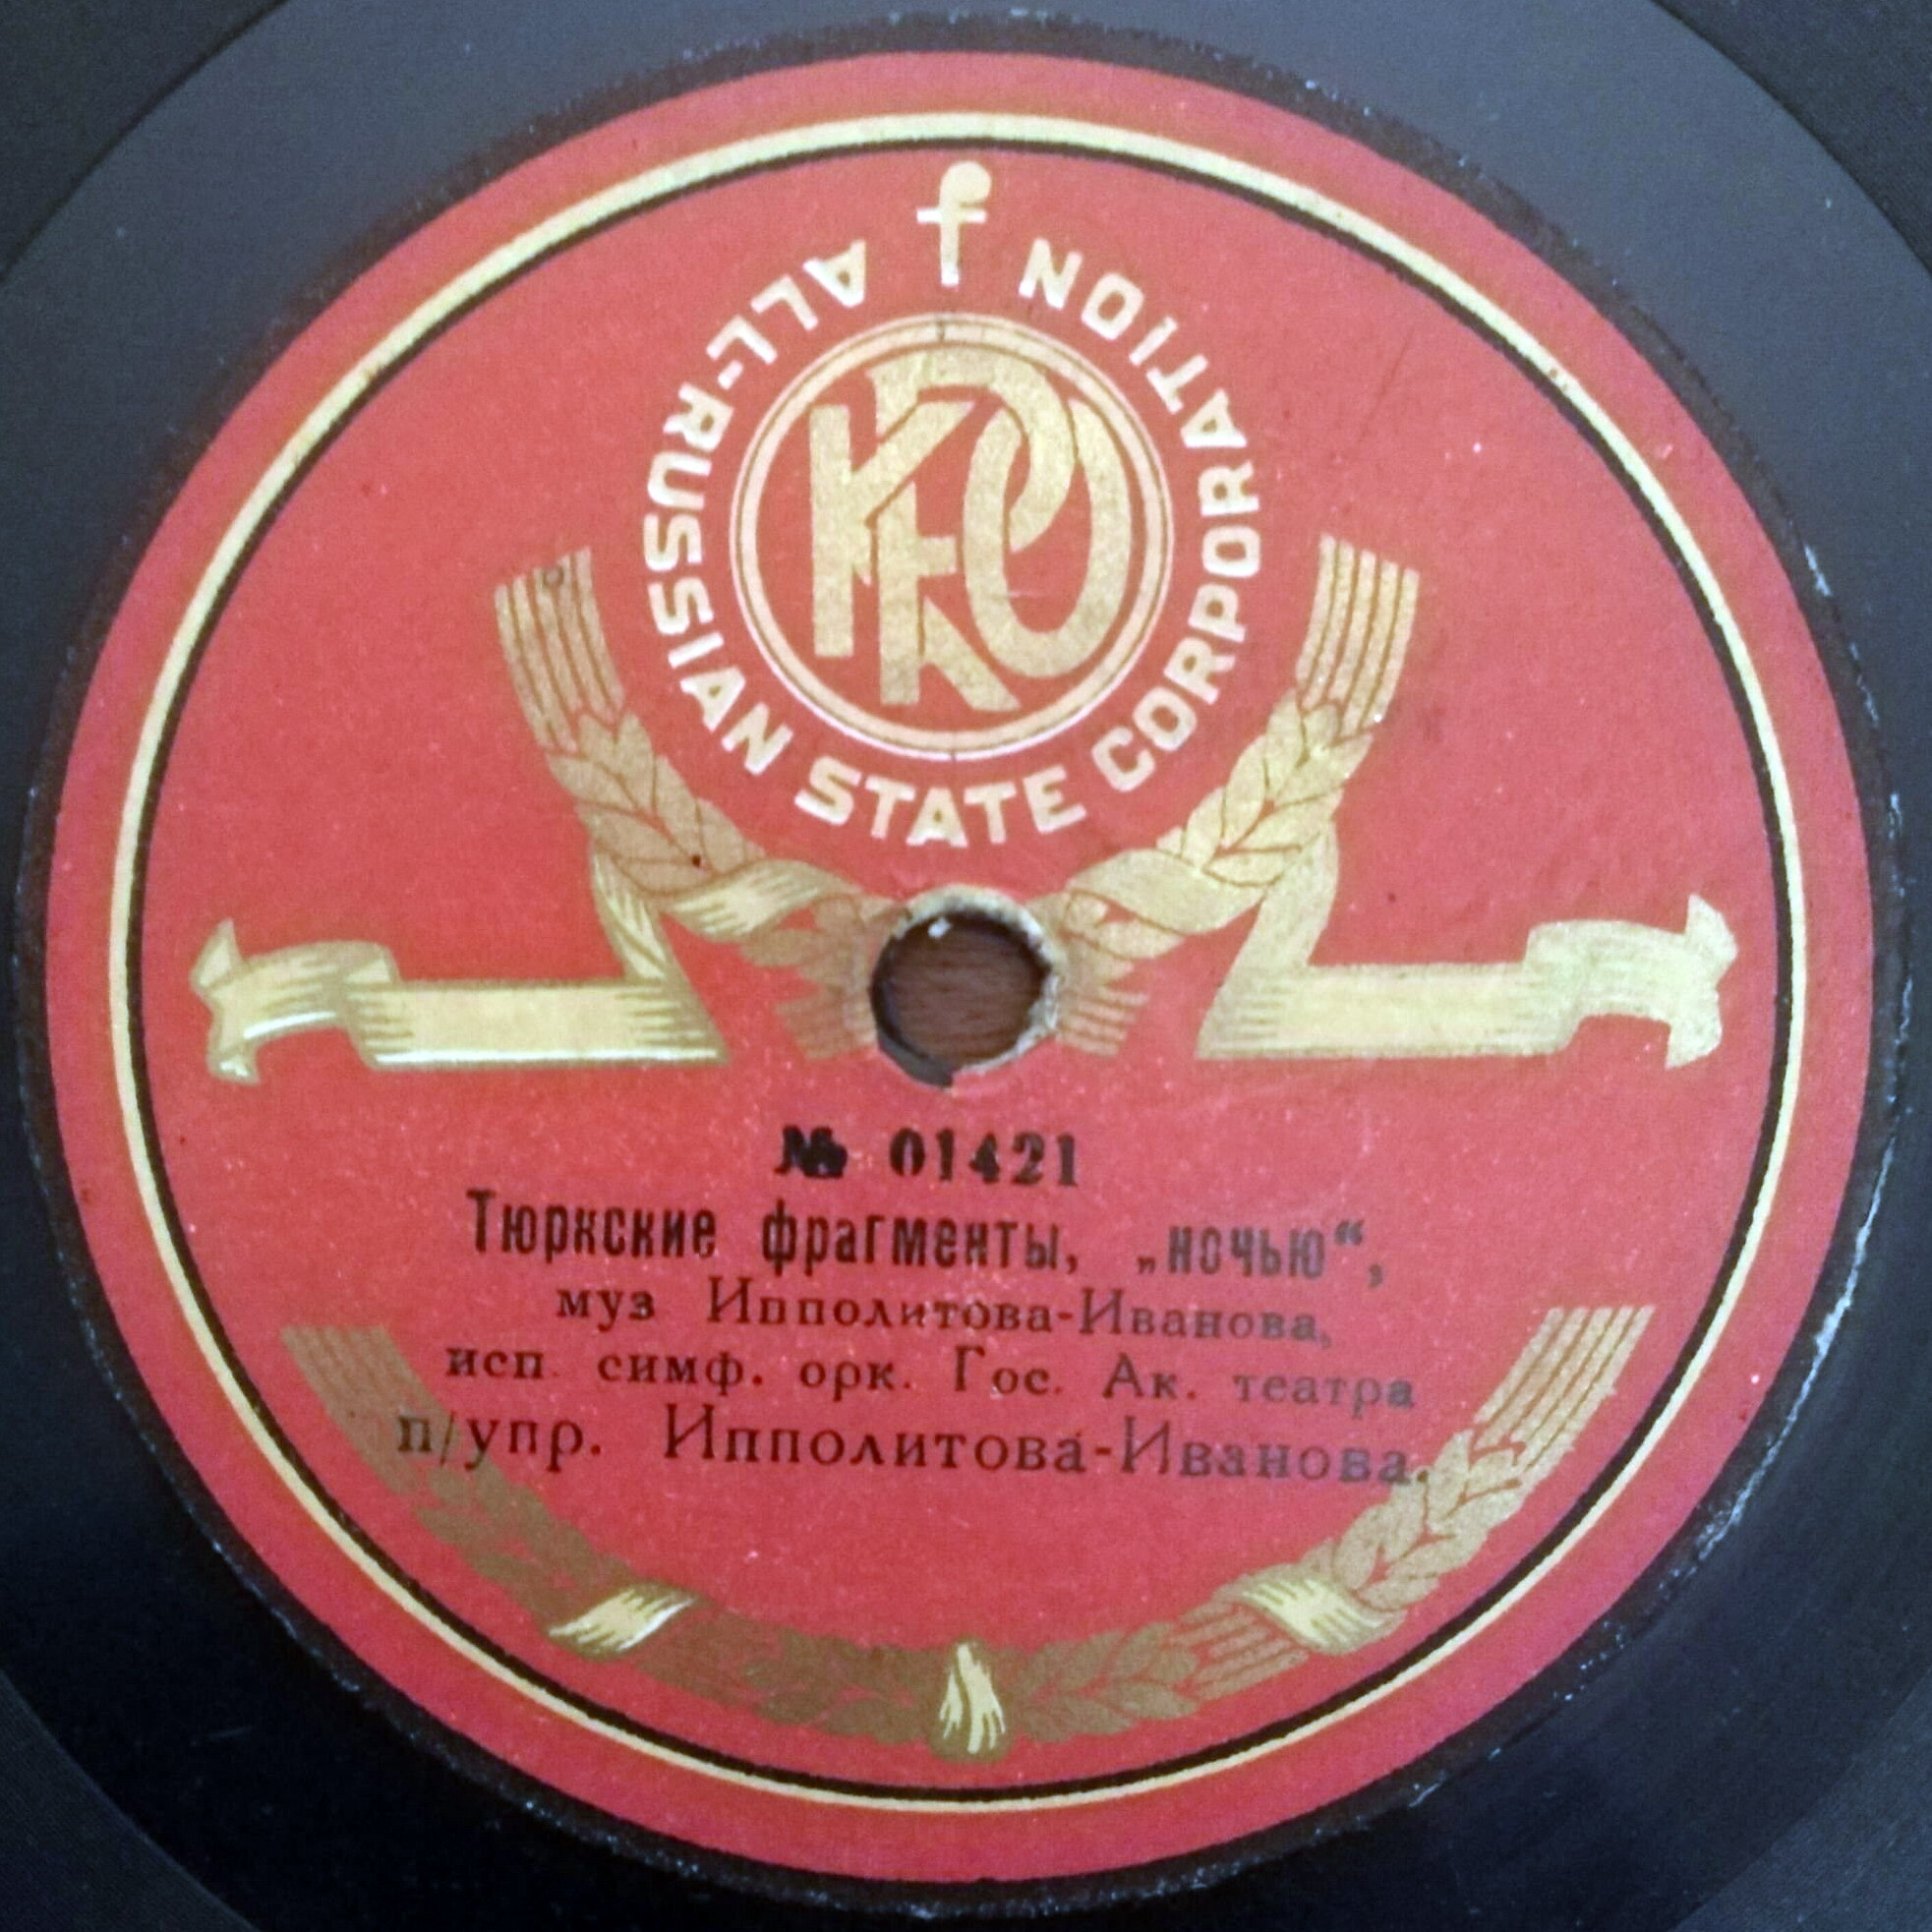 f
ALL-RUSSIAN STATE CORPORATION
№ 01421
Тюркские фрагменты, „ночью“,
муз Ипполитова-Иванова,
исп. симф. орк. Гос. Ак. театра
п/упр. Ипполитова-Иванова.